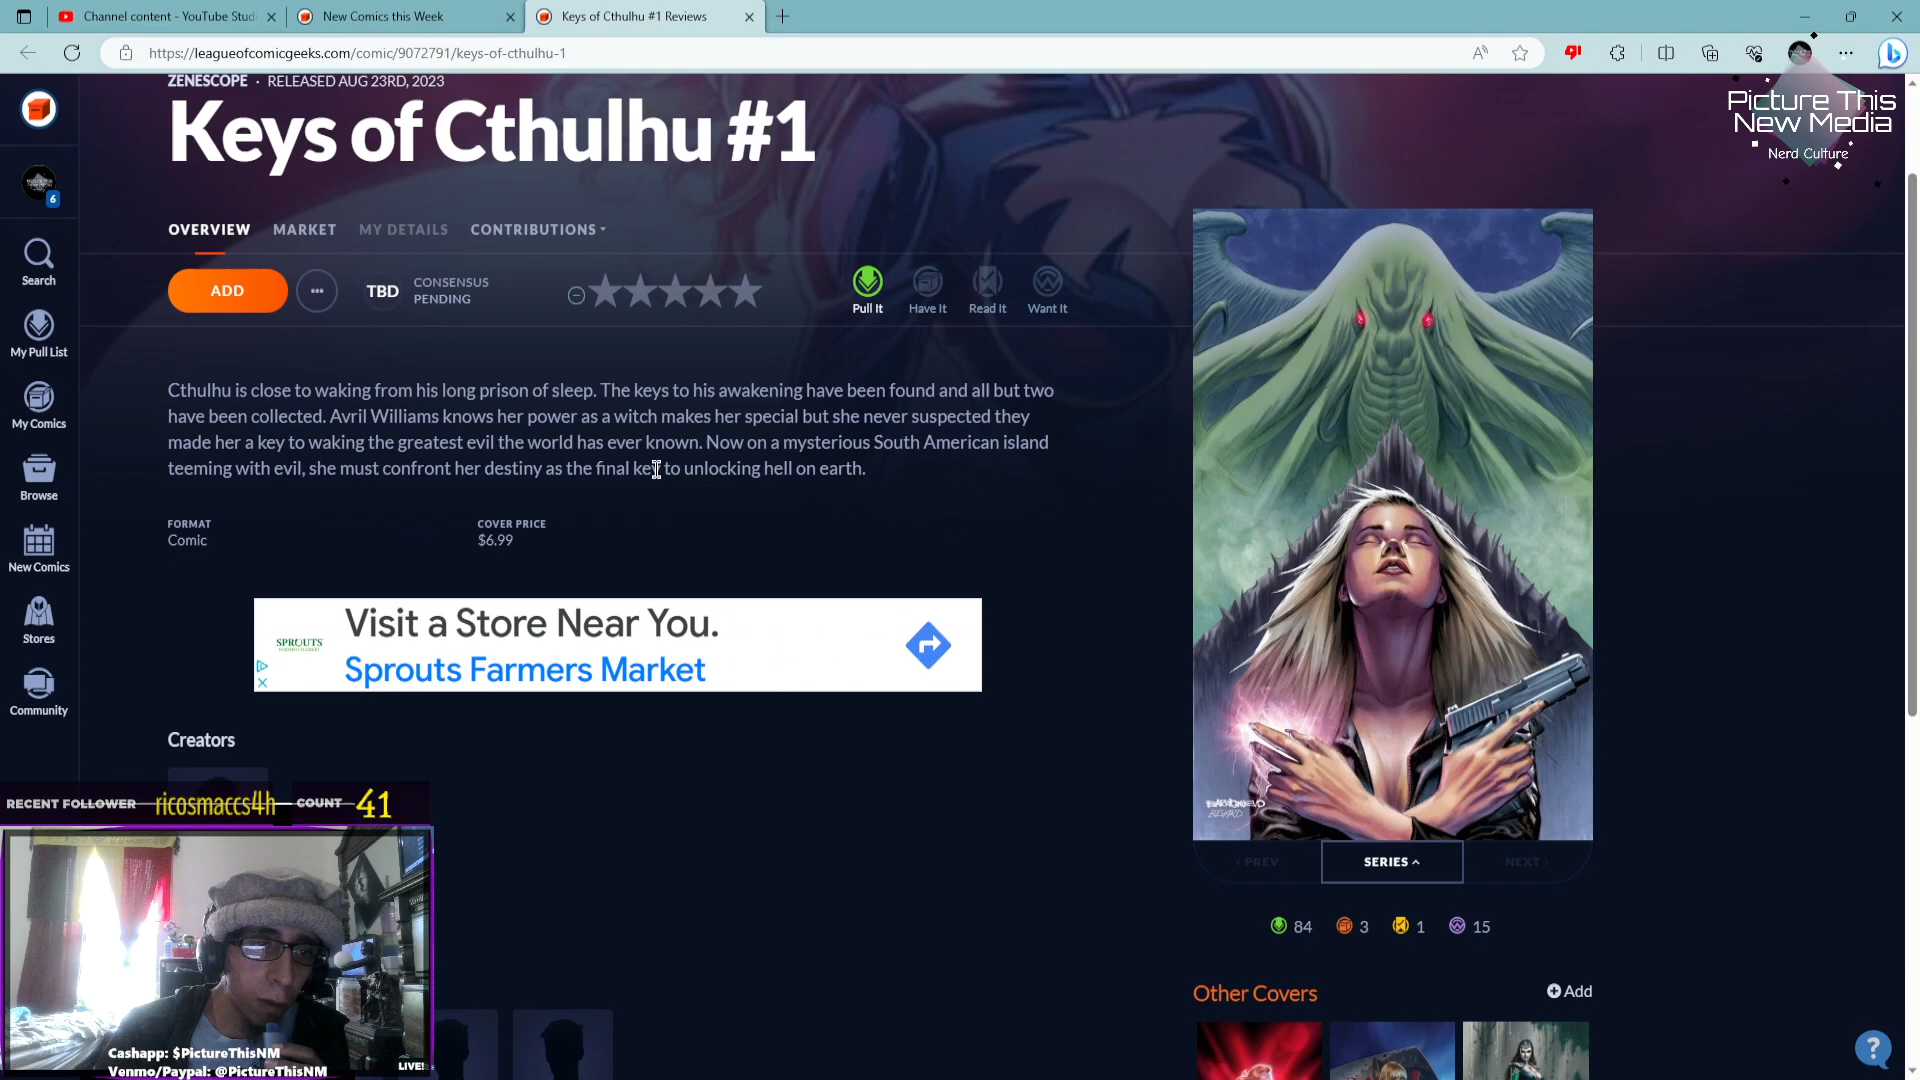 Channel content - YouTube Stud
New Comics this Week
Keys of Cthulhu #1 Reviews
https://leagueofcomicgeeks.com/comic/9072791/keys-of-cthulhu-1
Picture This
New Media
Nerd Culture
ZENESCOPE · RELEASED AUG 23RD, 2023
Keys of Cthulhu #1
6
Search
My Pull List
My Comics
Browse
New Comics
Stores
Community
OVERVIEW MARKET MY DETAILS CONTRIBUTIONS
ADD
TBD
CONSENSUS
PENDING
Pull It
Have It
Read It
Want It
Cthulhu is close to waking from his long prison of sleep. The keys to his awakening have been found and all but two
have been collected. Avril Williams knows her power as a witch makes her special but she never suspected they
made her a key to waking the greatest evil the world has ever known. Now on a mysterious South American island
teeming with evil, she must confront her destiny as the final key to unlocking hell on earth.
FORMAT
Comic
COVER PRICE
$6.99
SPROUTS
FARMERS MARKET
Visit a Store Near You.
Sprouts Farmers Market
Creators
BEVARD
PREV
SERIES
NEXT
84
3
1
15
Other Covers
Add
RECENT FOLLOWER ricosmaccs4h COUNT 41
Cashapp: $PictureThisNM
Venmo/Paypal: @PictureThisNM
LIVE!
?